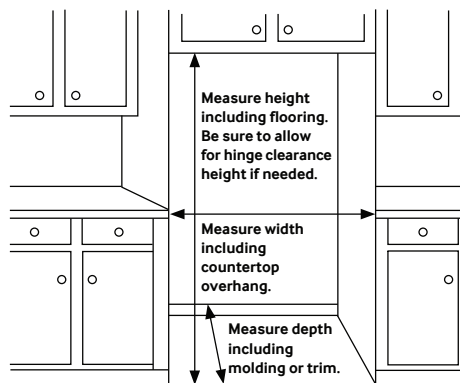 Measure height
including flooring.
Be sure to allow
for hinge clearance
height if needed.
Measure width
including
countertop
overhang.
Measure depth
including
molding or trim.